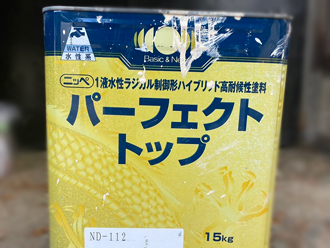 WATER
水性系
Basic & N
ニッペ 1液水性ラジカル制御形ハイブリッド高耐候性塗料
パーフェクト
トップ
ND-112
15kg